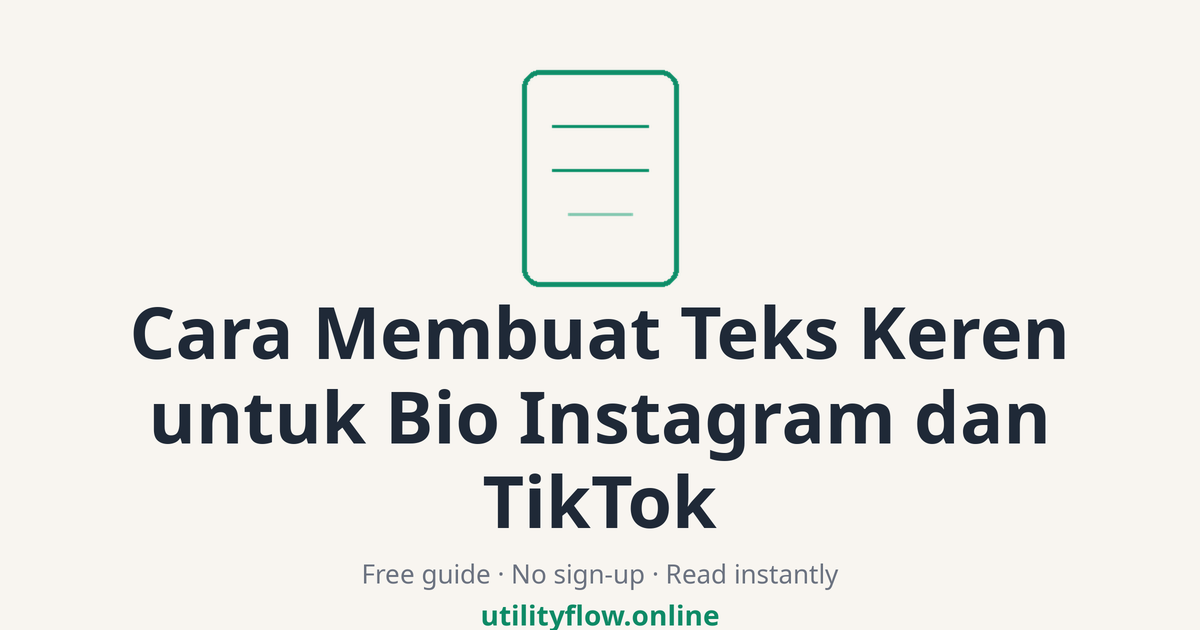 Cara Membuat Teks Keren
untuk Bio Instagram dan
TikTok
Free guide · No sign-up · Read instantly
utilityflow.online